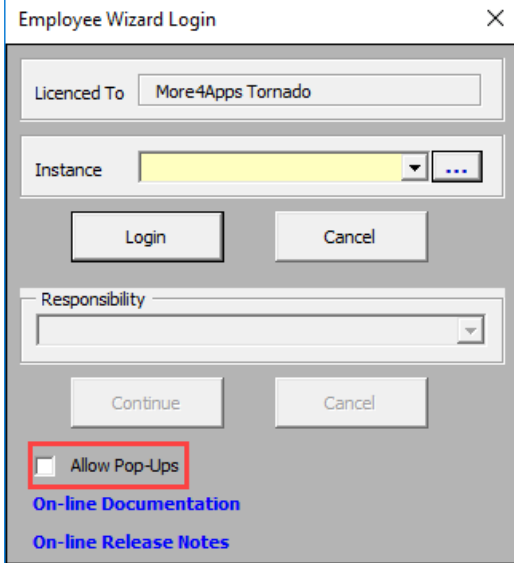 Employee Wizard Login
Licenced To More4Apps Tornado
Instance ...
Login Cancel
Responsibility
Continue Cancel
Allow Pop-Ups
On-line Documentation
On-line Release Notes